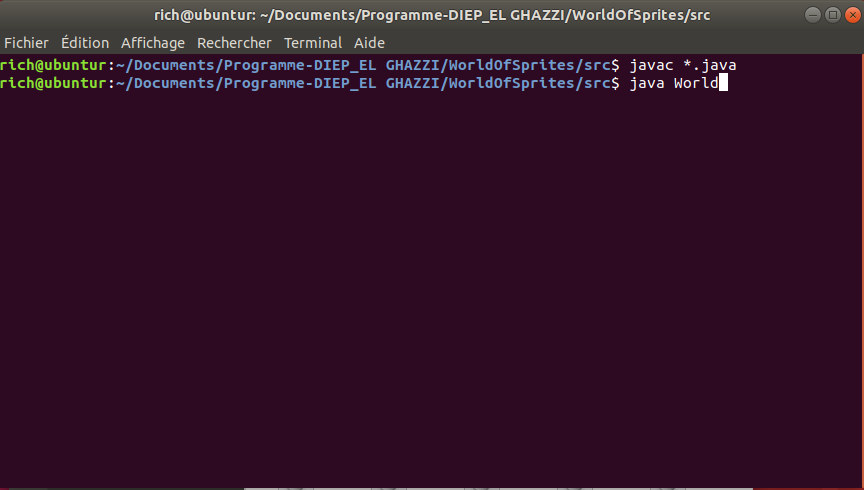 rich@ubuntur: ~/Documents/Programme-DIEP_EL GHAZZI/WorldOfSprites/src
Fichier Édition Affichage Rechercher Terminal Aide
rich@ubuntur:~/Documents/Programme-DIEP_EL GHAZZI/WorldOfSprites/src$ javac *.java
rich@ubuntur:~/Documents/Programme-DIEP_EL GHAZZI/WorldOfSprites/src$ java World